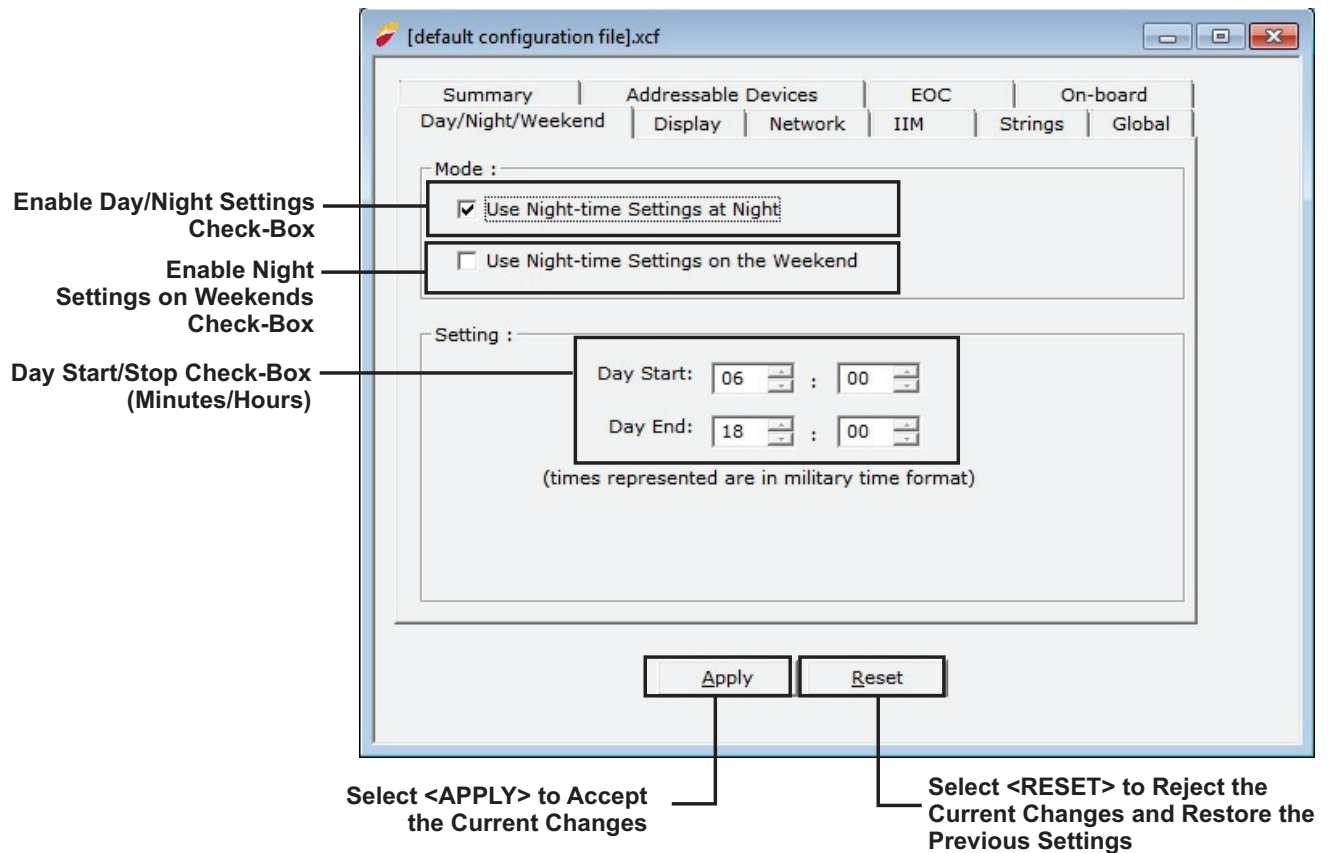 [default configuration file].xcf
Summary Addressable Devices EOC On-board
Day/Night/Weekend Display Network IIM Strings Global
Mode :
Enable Day/Night Settings
Check-Box
Use Night-time Settings at Night
Enable Night
Settings on Weekends
Check-Box
Use Night-time Settings on the Weekend
Setting :
Day Start/Stop Check-Box
(Minutes/Hours)
Day Start: 06 : 00
Day End: 18 : 00
(times represented are in military time format)
Apply Reset
Select <APPLY> to Accept
the Current Changes
Select <RESET> to Reject the
Current Changes and Restore the
Previous Settings